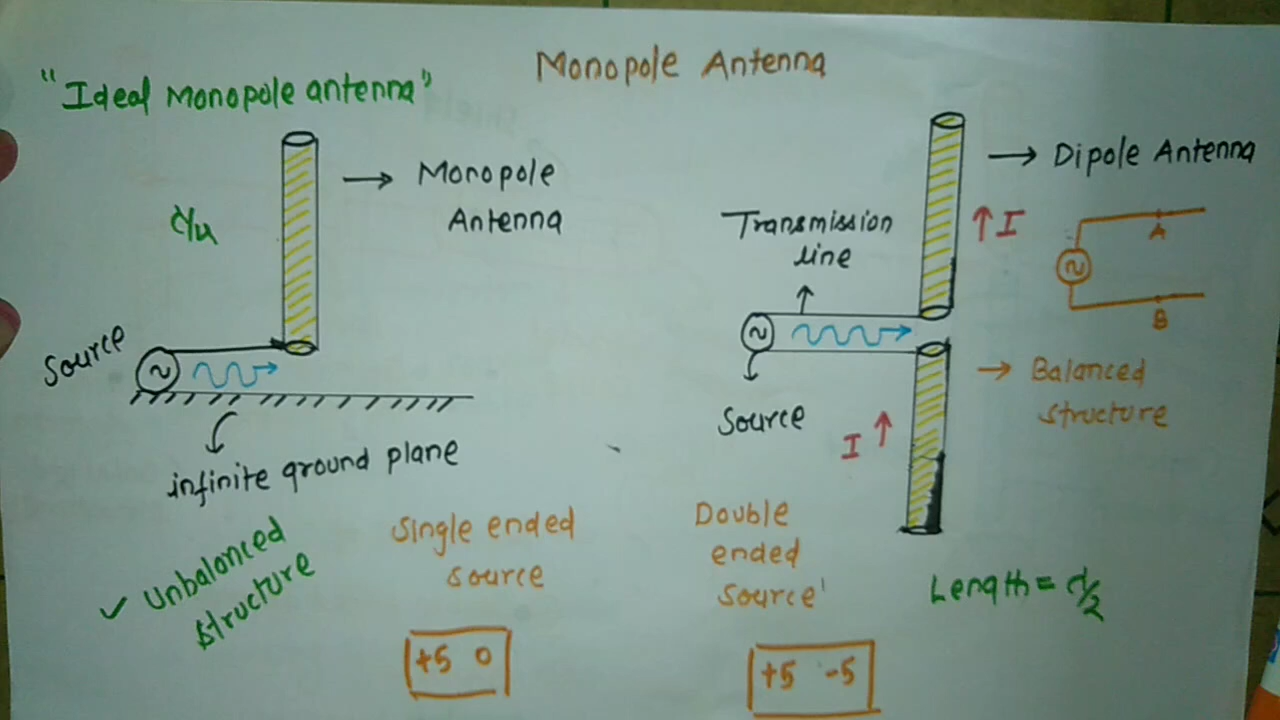 Monopole Antenna
"Ideal Monopole antenna"
Monopole
Antenna
λ/4
Source
~
infinite ground plane
Unbalanced
structure
Single ended
source
+5 0
Dipole Antenna
Transmission
line
I
~
A
B
~
Source
I
Balanced
structure
Double
ended
source
Length = λ/2
+5 -5